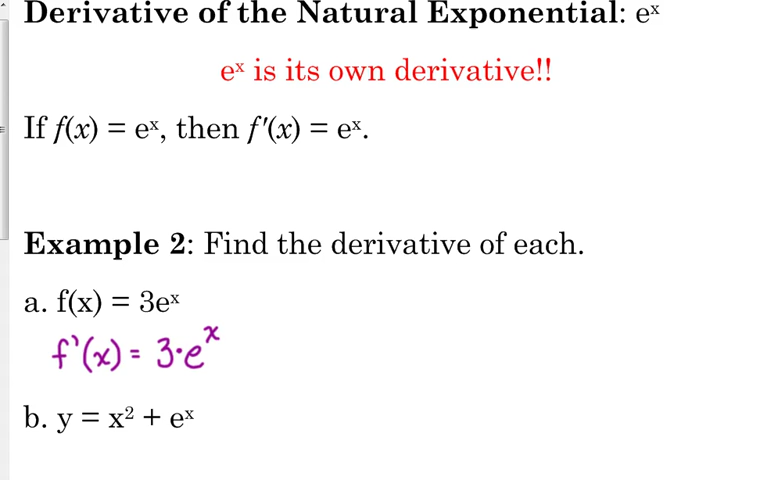 Derivative of the Natural Exponential: eˣ
eˣ is its own derivative!!
If f(x) = eˣ, then f'(x) = eˣ.
Example 2: Find the derivative of each.
a. f(x) = 3eˣ
f'(x) = 3·eˣ
b. y = x² + eˣ